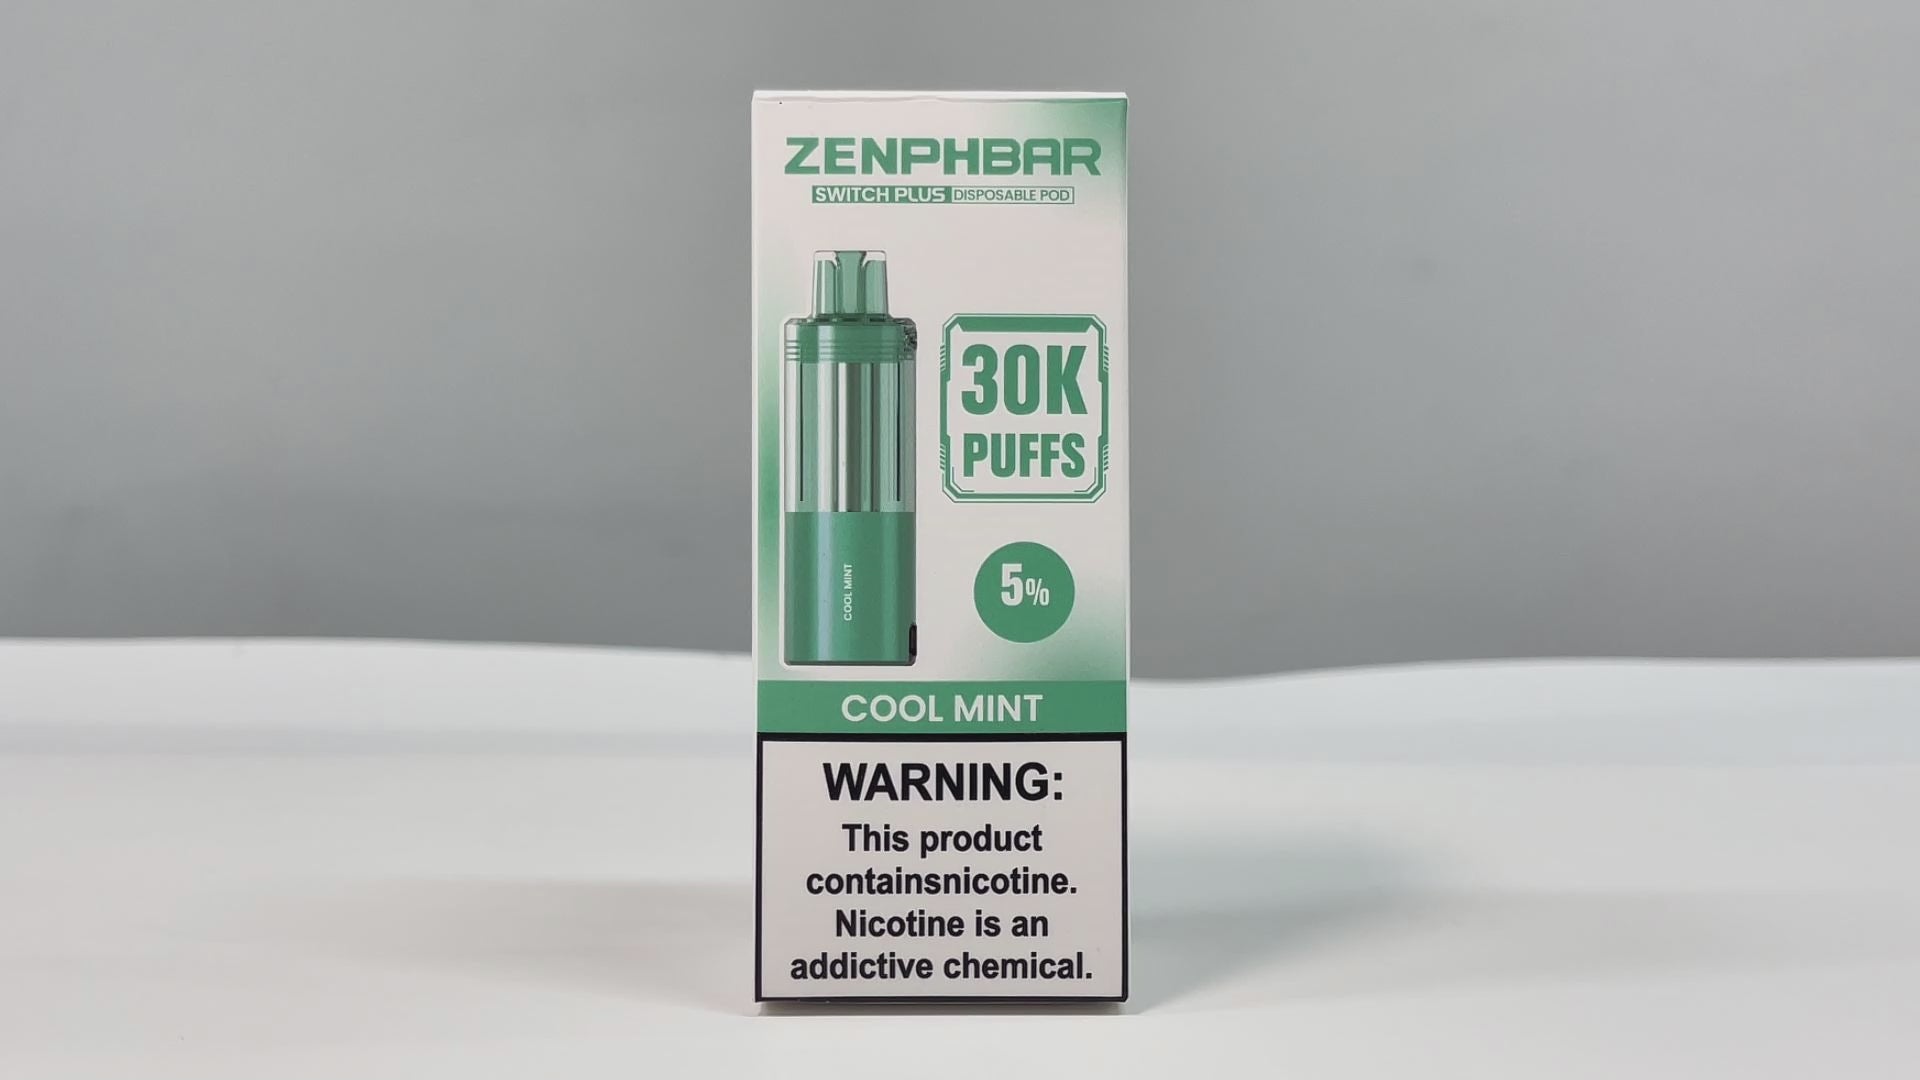 ZENPHBAR
SWITCH PLUS DISPOSABLE POD
30K
PUFFS
5%
COOL MINT
COOL MINT
WARNING:
This product
containsnicotine.
Nicotine is an
addictive chemical.